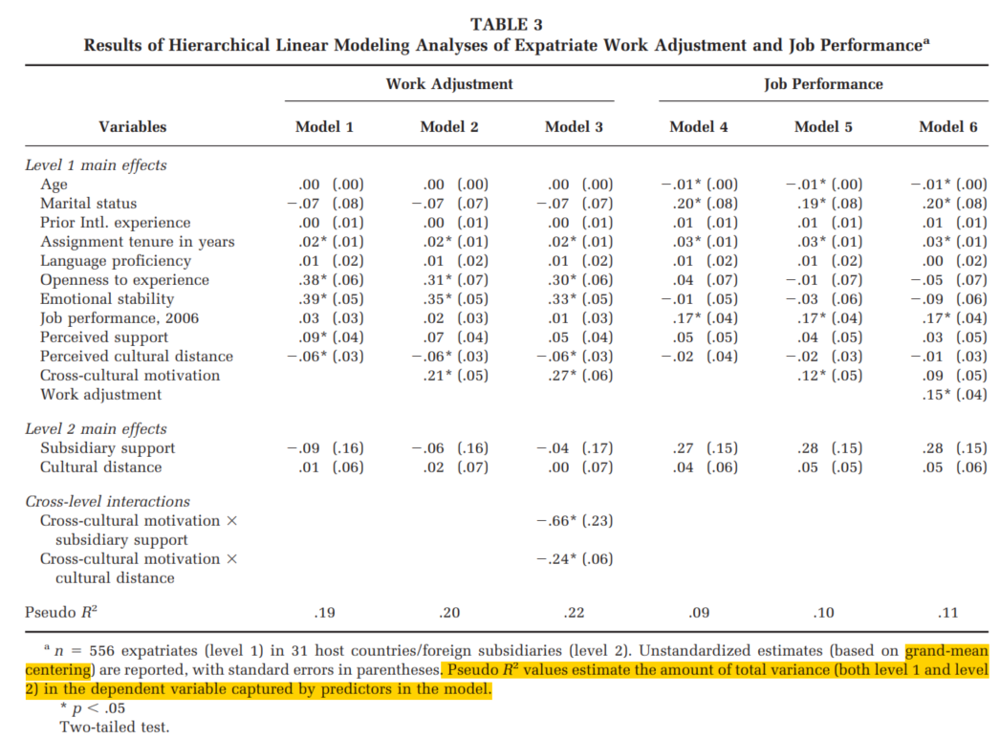 TABLE 3
Results of Hierarchical Linear Modeling Analyses of Expatriate Work Adjustment and Job Performanceᵃ
Work Adjustment Job Performance
Variables Model 1 Model 2 Model 3 Model 4 Model 5 Model 6
Level 1 main effects
Age .00 (.00) .00 (.00) .00 (.00) −.01* (.00) −.01* (.00) −.01* (.00)
Marital status −.07 (.08) −.07 (.07) −.07 (.07) .20* (.08) .19* (.08) .20* (.08)
Prior Intl. experience .00 (.01) .00 (.01) .00 (.01) .01 (.01) .01 (.01) .01 (.01)
Assignment tenure in years .02* (.01) .02* (.01) .02* (.01) .03* (.01) .03* (.01) .03* (.01)
Language proficiency .01 (.02) .01 (.02) .01 (.02) .01 (.02) .01 (.02) .00 (.02)
Openness to experience .38* (.06) .31* (.07) .30* (.06) .04 (.07) −.01 (.07) −.05 (.07)
Emotional stability .39* (.05) .35* (.05) .33* (.05) −.01 (.05) −.03 (.06) −.09 (.06)
Job performance, 2006 .03 (.03) .02 (.03) .01 (.03) .17* (.04) .17* (.04) .17* (.04)
Perceived support .09* (.04) .07 (.04) .05 (.04) .05 (.05) .04 (.05) .03 (.05)
Perceived cultural distance −.06* (.03) −.06* (.03) −.06* (.03) −.02 (.04) −.02 (.03) −.01 (.03)
Cross-cultural motivation .21* (.05) .27* (.06) .12* (.05) .09 (.05)
Work adjustment .15* (.04)
Level 2 main effects
Subsidiary support −.09 (.16) −.06 (.16) −.04 (.17) .27 (.15) .28 (.15) .28 (.15)
Cultural distance .01 (.06) .02 (.07) .00 (.07) .04 (.06) .05 (.05) .05 (.06)
Cross-level interactions
Cross-cultural motivation × −.66* (.23)
subsidiary support
Cross-cultural motivation × −.24* (.06)
cultural distance
Pseudo R² .19 .20 .22 .09 .10 .11
ᵃ n = 556 expatriates (level 1) in 31 host countries/foreign subsidiaries (level 2). Unstandardized estimates (based on grand-mean
centering) are reported, with standard errors in parentheses. Pseudo R² values estimate the amount of total variance (both level 1 and level
2) in the dependent variable captured by predictors in the model.
* p < .05
Two-tailed test.